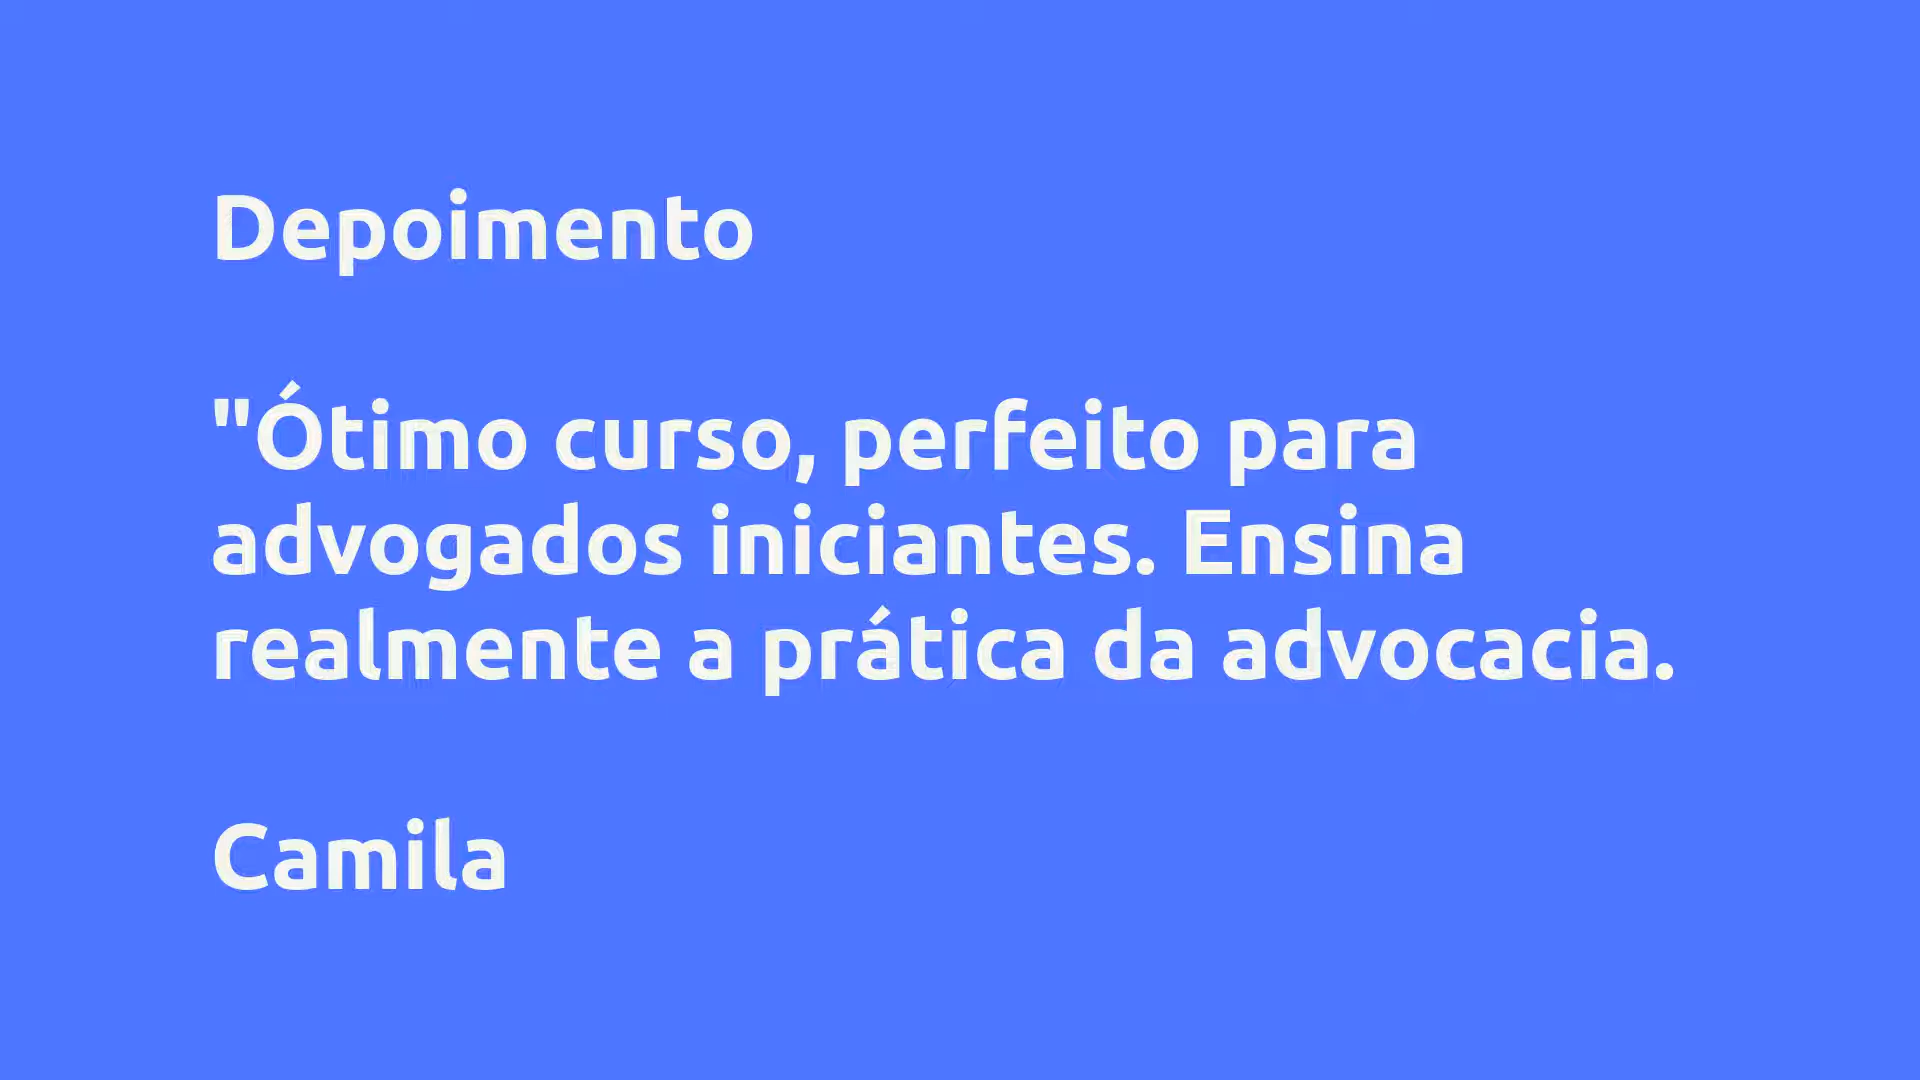 Depoimento
"Ótimo curso, perfeito para
advogados iniciantes. Ensina
realmente a prática da advocacia.
Camila